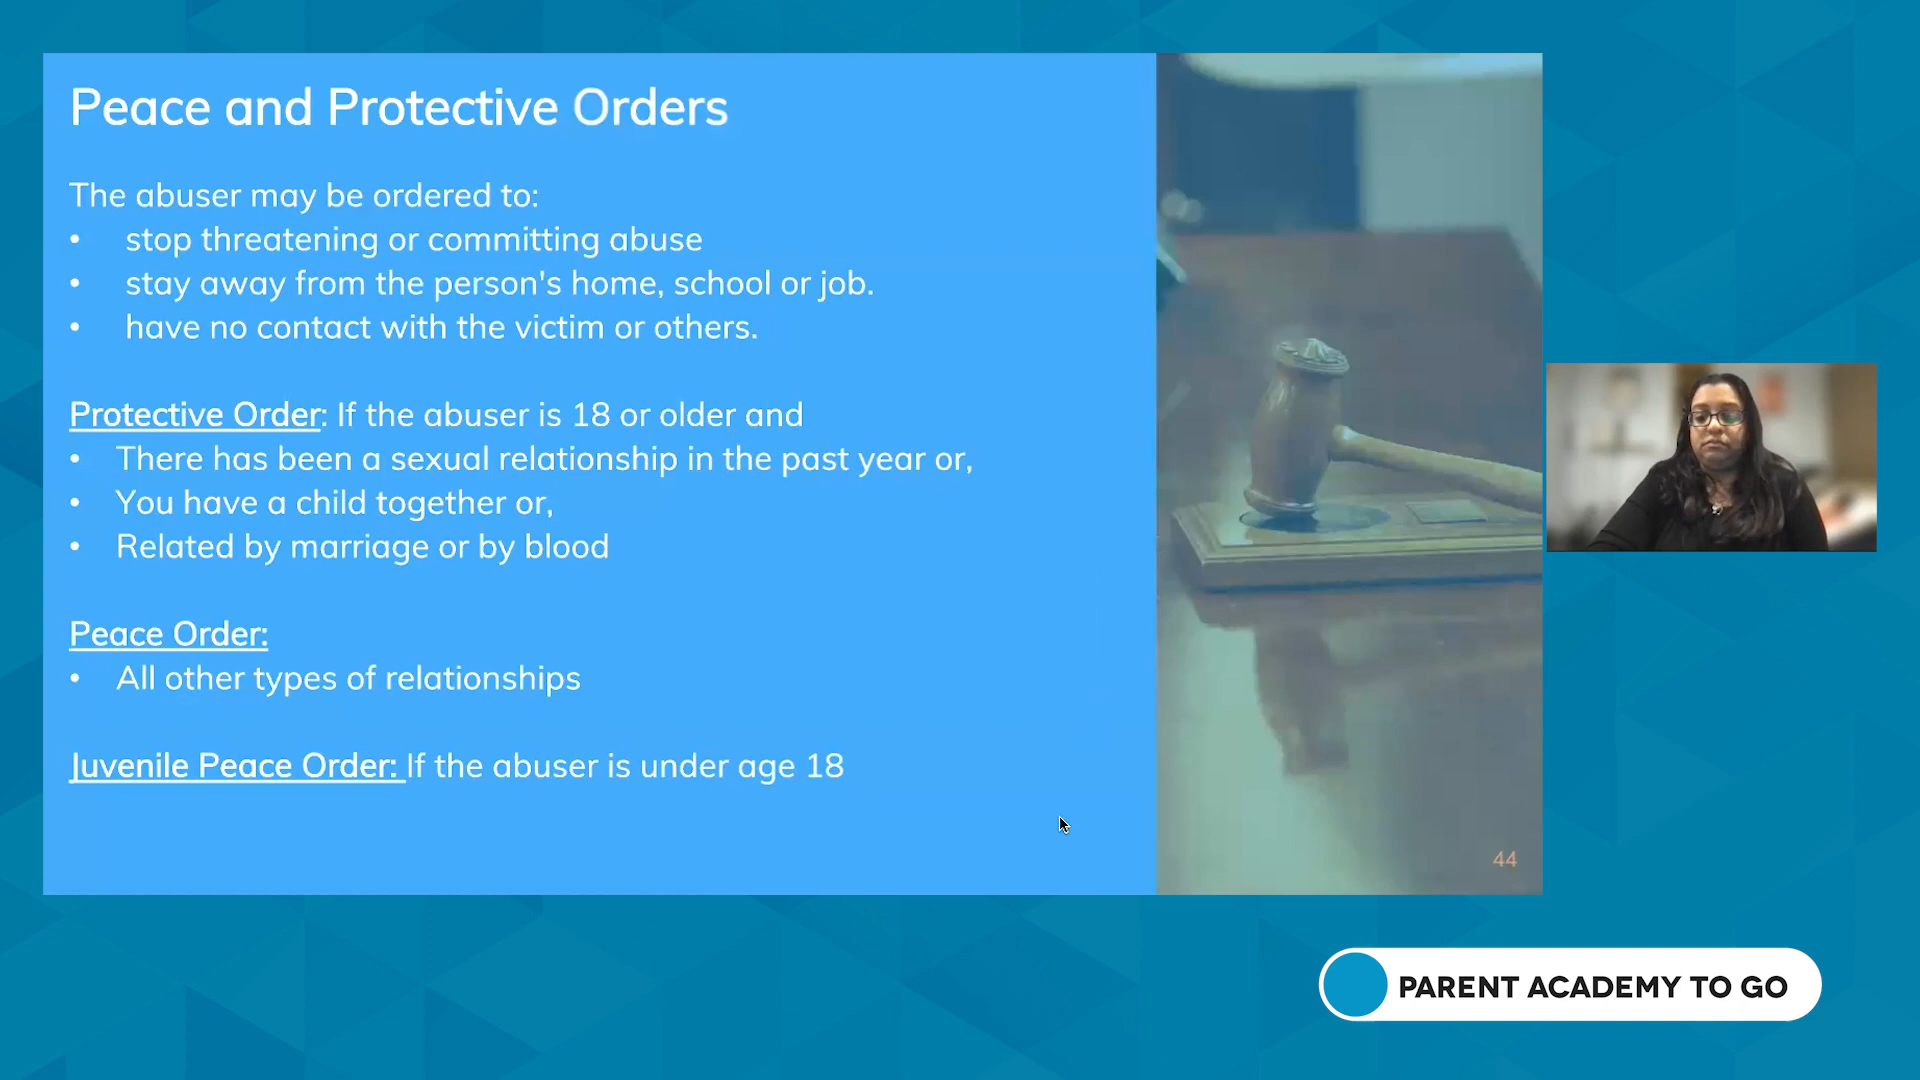 Peace and Protective Orders
The abuser may be ordered to:
• stop threatening or committing abuse
• stay away from the person's home, school or job.
• have no contact with the victim or others.
Protective Order: If the abuser is 18 or older and
• There has been a sexual relationship in the past year or,
• You have a child together or,
• Related by marriage or by blood
Peace Order:
• All other types of relationships
Juvenile Peace Order: If the abuser is under age 18
44
PARENT ACADEMY TO GO